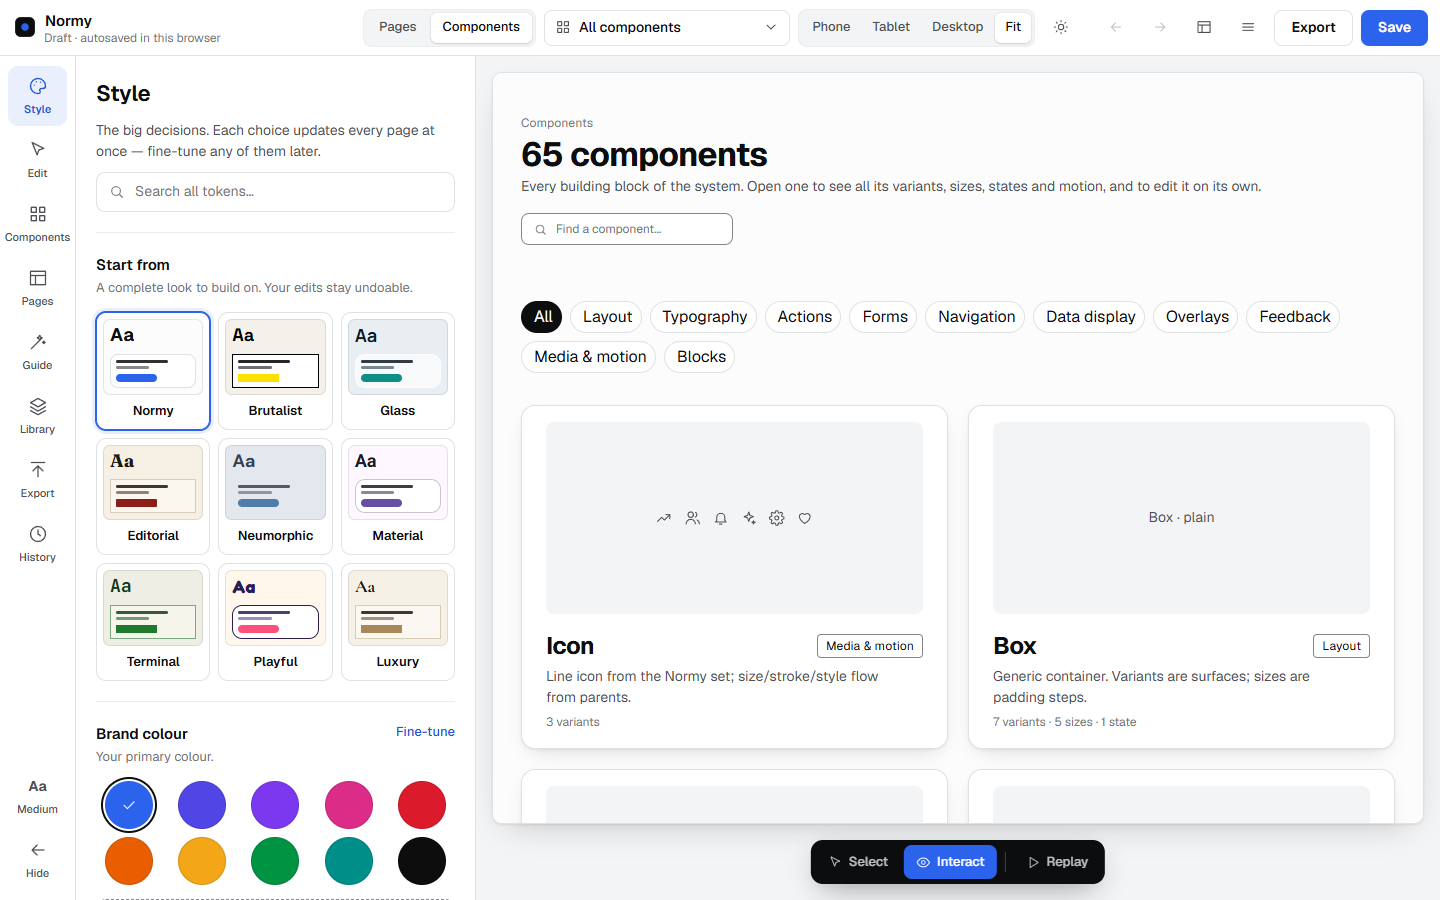 Normy
Draft · autosaved in this browser
Pages
Components
All components
Phone
Tablet
Desktop
Fit
Export
Save
Style
Edit
Components
Pages
Guide
Library
Export
History
Aa
Medium
Hide
Style
The big decisions. Each choice updates every page at
once — fine-tune any of them later.
Search all tokens...
Start from
A complete look to build on. Your edits stay undoable.
Aa
Normy
Aa
Brutalist
Aa
Glass
Aa
Editorial
Aa
Neumorphic
Aa
Material
Aa
Terminal
Aa
Playful
Aa
Luxury
Brand colour
Fine-tune
Your primary colour.
Components
65 components
Every building block of the system. Open one to see all its variants, sizes, states and motion, and to edit it on its own.
Find a component...
All
Layout
Typography
Actions
Forms
Navigation
Data display
Overlays
Feedback
Media & motion
Blocks
Icon
Media & motion
Line icon from the Normy set; size/stroke/style flow
from parents.
3 variants
Box · plain
Box
Layout
Generic container. Variants are surfaces; sizes are
padding steps.
7 variants · 5 sizes · 1 state
Select
Interact
Replay